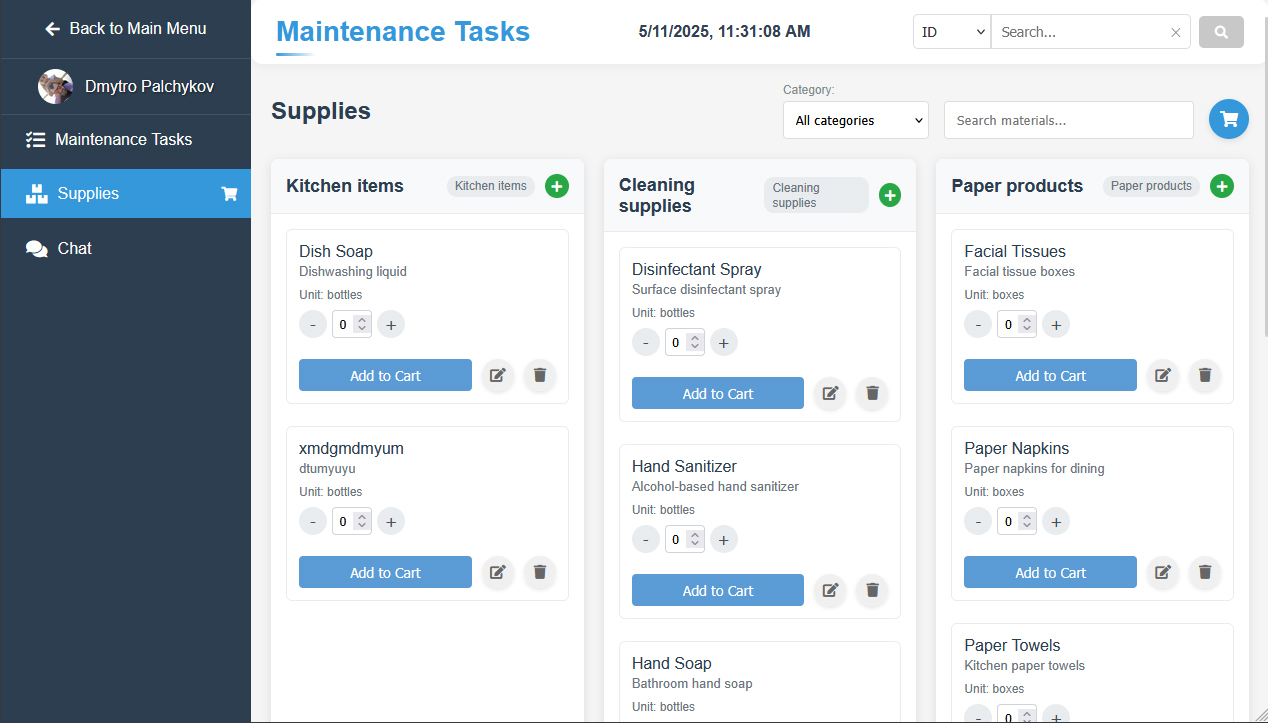 Back to Main Menu
Dmytro Palchykov
Maintenance Tasks
Supplies
Chat
Maintenance Tasks
5/11/2025, 11:31:08 AM
ID
Search...
Supplies
Category:
All categories
Search materials...
Kitchen items
Kitchen items
Dish Soap
Dishwashing liquid
Unit: bottles
- 0 +
Add to Cart
xmdgmdmyum
dtumyuyu
Unit: bottles
- 0 +
Add to Cart
Cleaning
supplies
Cleaning
supplies
Disinfectant Spray
Surface disinfectant spray
Unit: bottles
- 0 +
Add to Cart
Hand Sanitizer
Alcohol-based hand sanitizer
Unit: bottles
- 0 +
Add to Cart
Hand Soap
Bathroom hand soap
Unit: bottles
Paper products
Paper products
Facial Tissues
Facial tissue boxes
Unit: boxes
- 0 +
Add to Cart
Paper Napkins
Paper napkins for dining
Unit: boxes
- 0 +
Add to Cart
Paper Towels
Kitchen paper towels
Unit: boxes
- 0 +